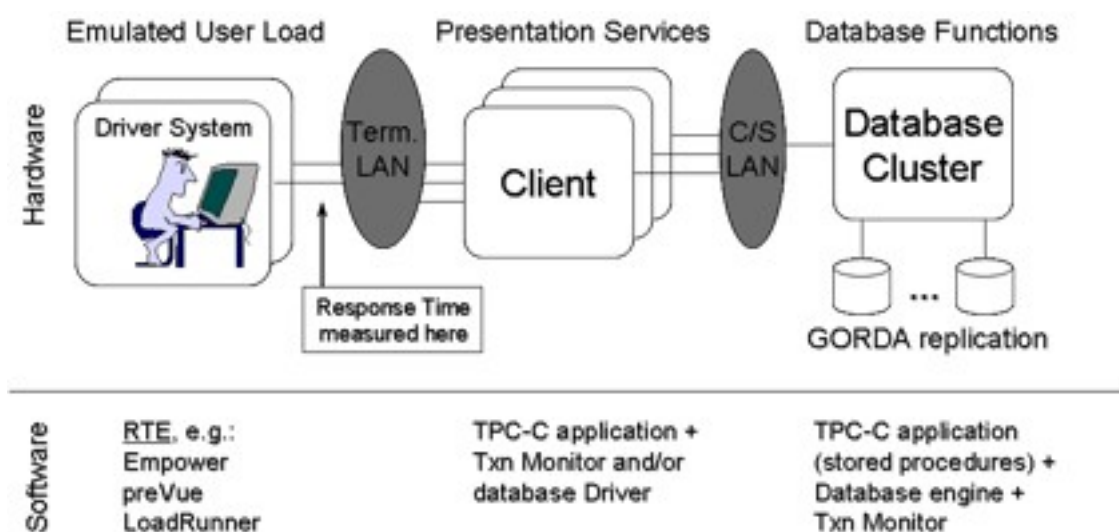 Emulated User Load
Presentation Services
Database Functions
Hardware
Driver System
Term.
LAN
Client
C/S
LAN
Database
Cluster
Response Time
measured here
...
GORDA replication
Software
RTE, e.g.:
Empower
preVue
LoadRunner
TPC-C application +
Txn Monitor and/or
database Driver
TPC-C application
(stored procedures) +
Database engine +
Txn Monitor